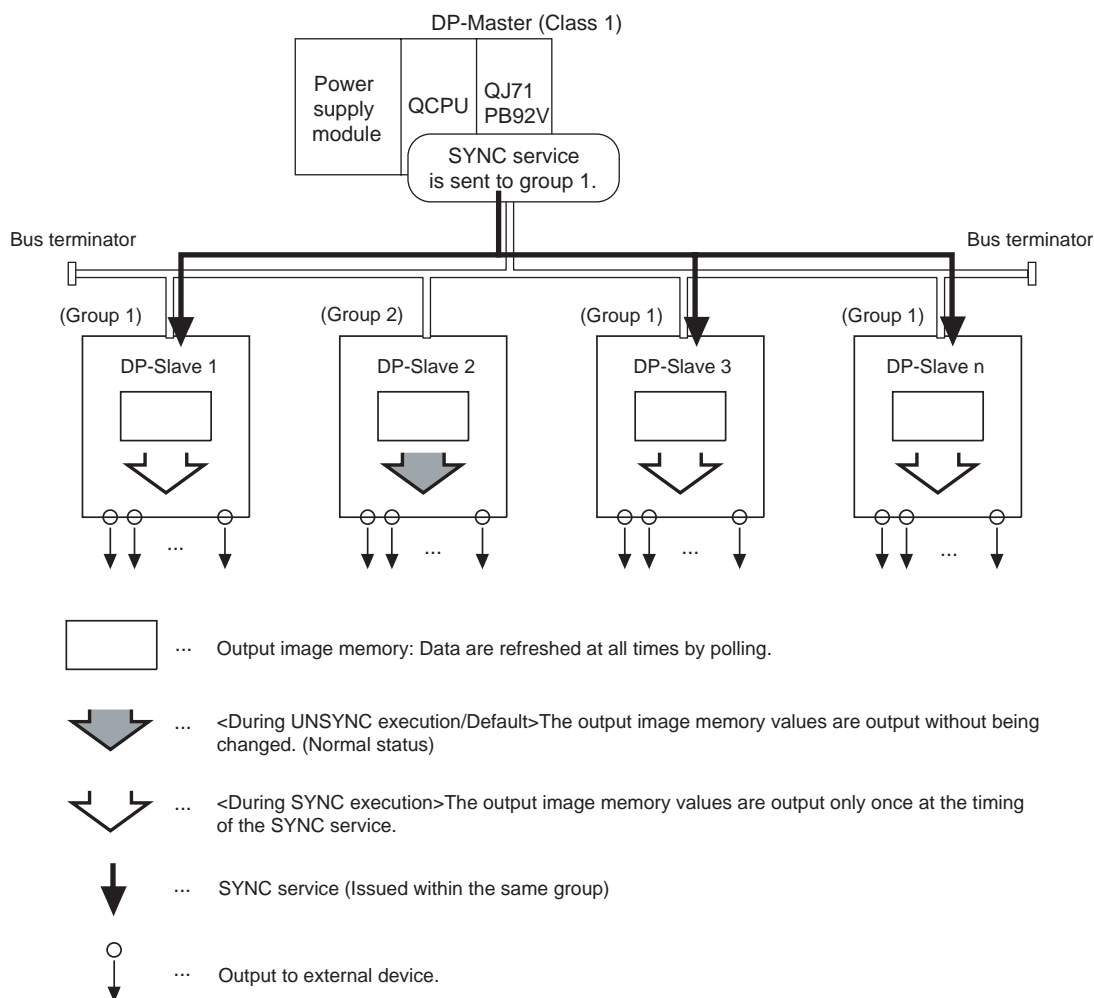 DP-Master (Class 1)
Power
supply
module
QCPU
QJ71
PB92V
SYNC service
is sent to group 1.
Bus terminator
Bus terminator
(Group 1)
(Group 2)
(Group 1)
(Group 1)
DP-Slave 1
DP-Slave 2
DP-Slave 3
DP-Slave n
...
...
...
...
... Output image memory: Data are refreshed at all times by polling.
... <During UNSYNC execution/Default>The output image memory values are output without being
changed. (Normal status)
... <During SYNC execution>The output image memory values are output only once at the timing
of the SYNC service.
... SYNC service (Issued within the same group)
... Output to external device.